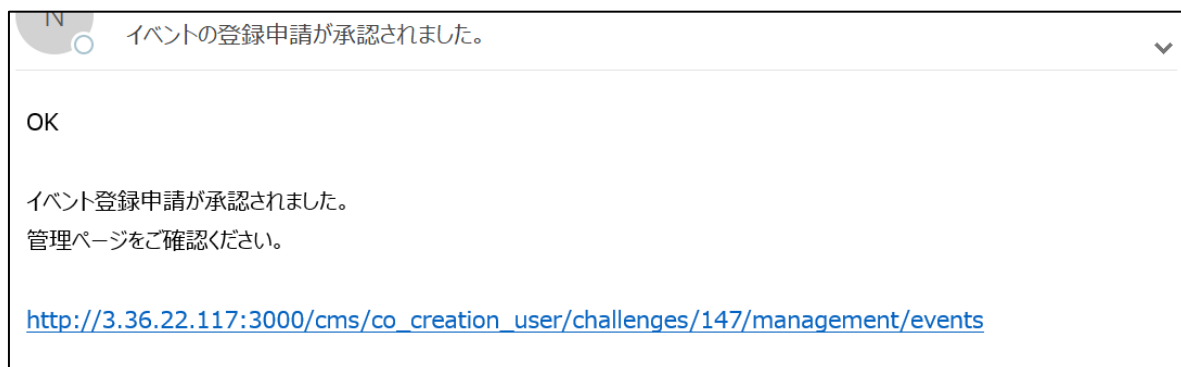 N
イベントの登録申請が承認されました。
OK
イベント登録申請が承認されました。
管理ページをご確認ください。
http://3.36.22.117:3000/cms/co_creation_user/challenges/147/management/events